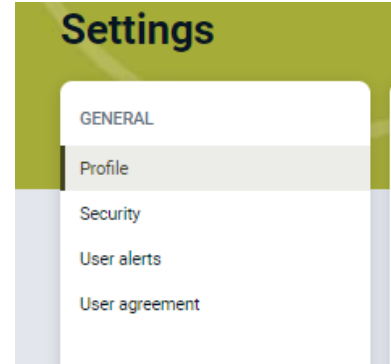 Settings
GENERAL
Profile
Security
User alerts
User agreement